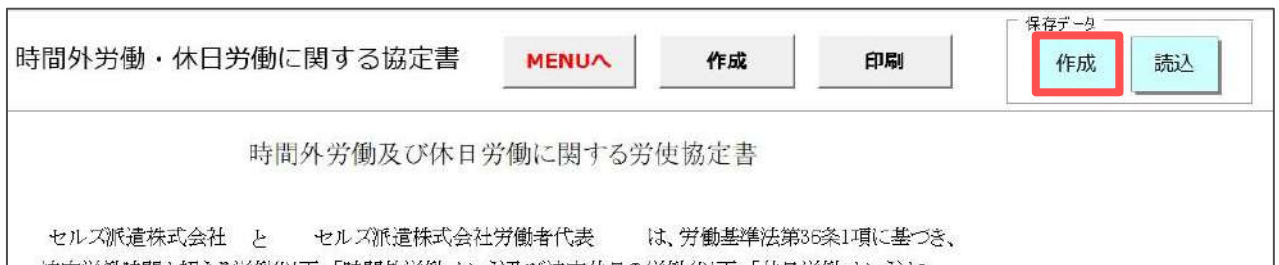 保存データ
時間外労働・休日労働に関する協定書 MENUへ 作成 印刷 作成 読込
時間外労働及び休日労働に関する労使協定書
セルズ派遣株式会社 と セルズ派遣株式会社労働者代表 は、労働基準法第36条1項に基づき、